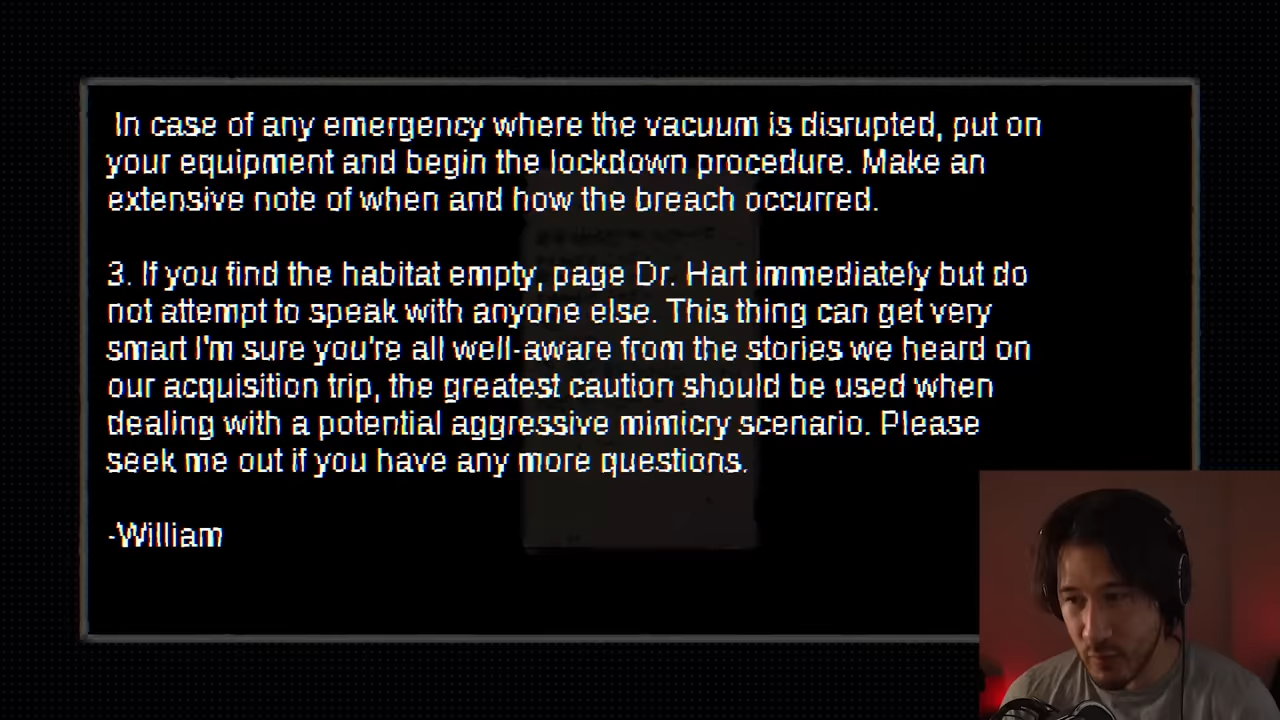 In case of any emergency where the vacuum is disrupted, put on
your equipment and begin the lockdown procedure. Make an
extensive note of when and how the breach occurred.
3. If you find the habitat empty, page Dr. Hart immediately but do
not attempt to speak with anyone else. This thing can get very
smart I'm sure you're all well-aware from the stories we heard on
our acquisition trip, the greatest caution should be used when
dealing with a potential aggressive mimicry scenario. Please
seek me out if you have any more questions.
-William